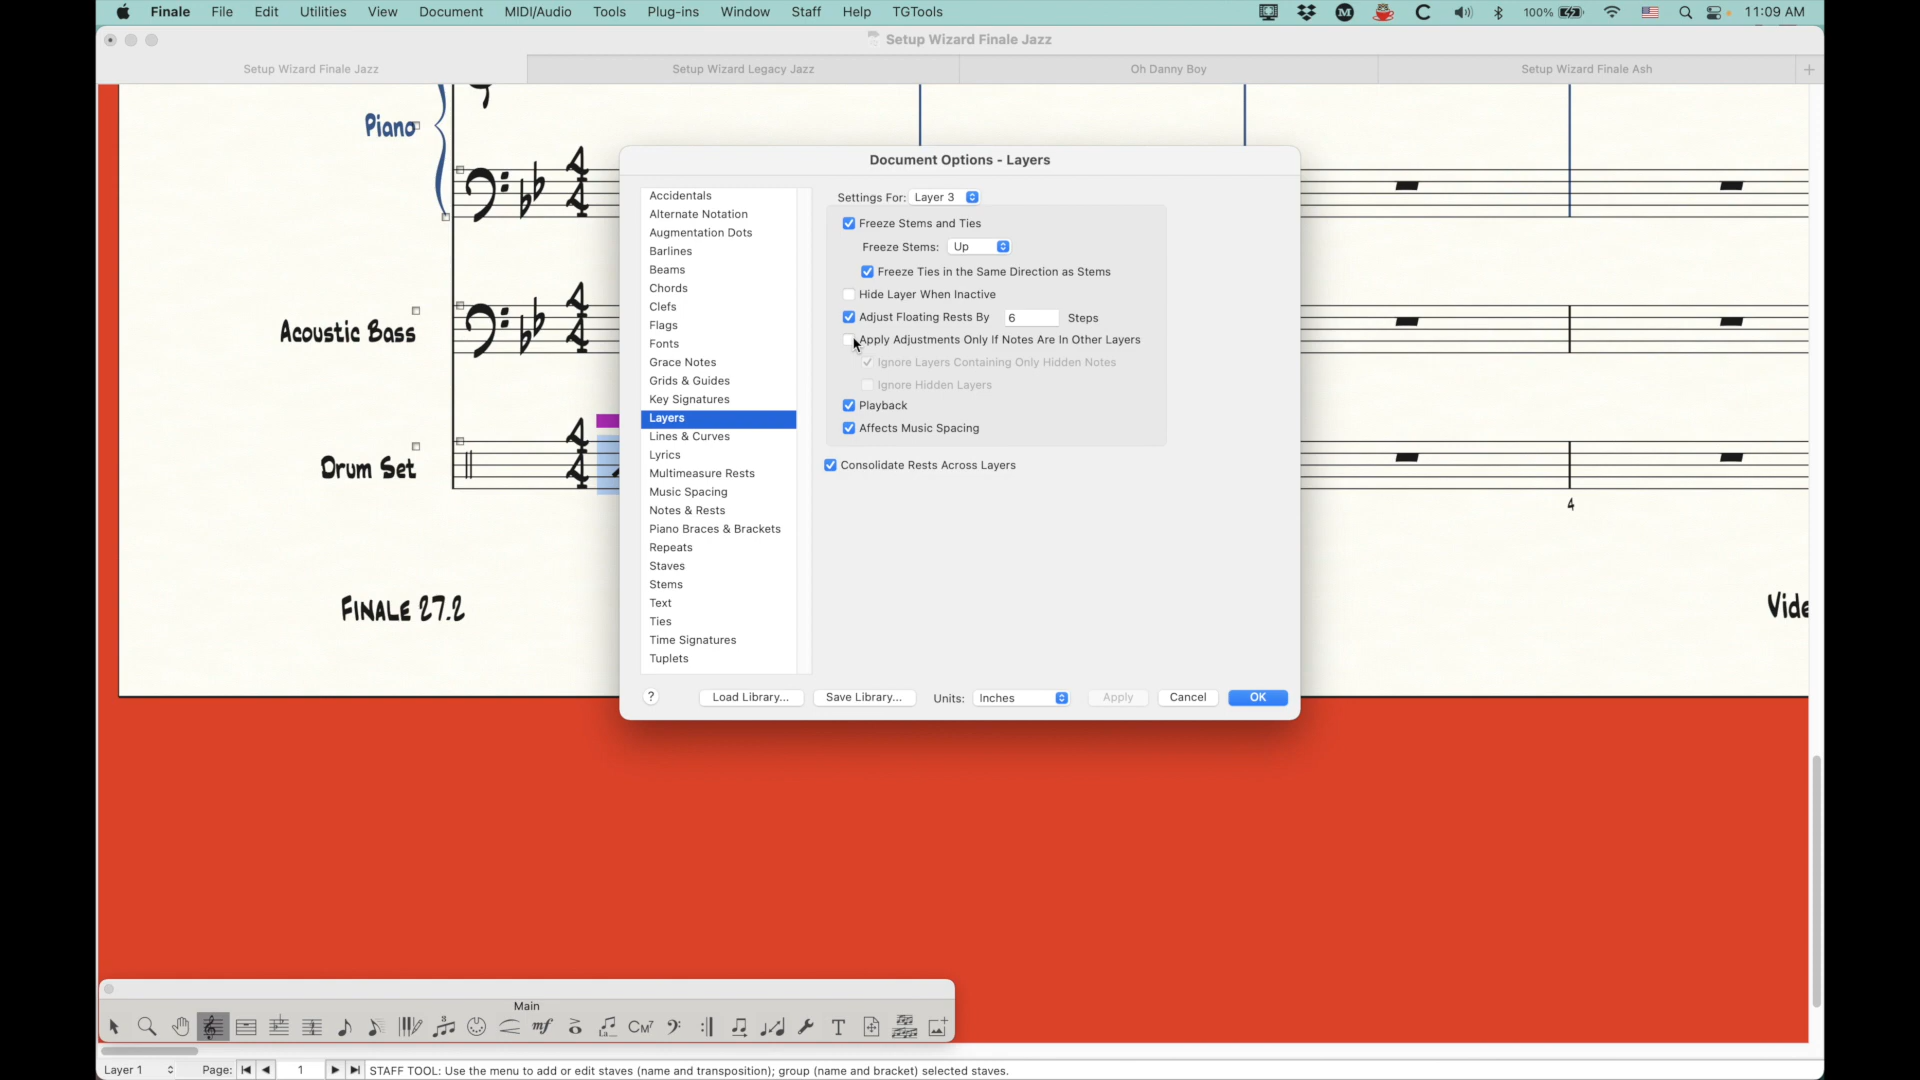 Finale File Edit Utilities View Document MIDI/Audio Tools Plug-ins Window Staff Help TGTools 100% 11:09 AM
Setup Wizard Finale Jazz
Setup Wizard Finale Jazz Setup Wizard Legacy Jazz Oh Danny Boy Setup Wizard Finale Ash
Piano
Acoustic Bass
Drum Set
4
FINALE 27.2
Vide
Document Options - Layers
Accidentals
Alternate Notation
Augmentation Dots
Barlines
Beams
Chords
Clefs
Flags
Fonts
Grace Notes
Grids & Guides
Key Signatures
Layers
Lines & Curves
Lyrics
Multimeasure Rests
Music Spacing
Notes & Rests
Piano Braces & Brackets
Repeats
Staves
Stems
Text
Ties
Time Signatures
Tuplets
Settings For: Layer 3
Freeze Stems and Ties
Freeze Stems: Up
Freeze Ties in the Same Direction as Stems
Hide Layer When Inactive
Adjust Floating Rests By 6 Steps
Apply Adjustments Only If Notes Are In Other Layers
Ignore Layers Containing Only Hidden Notes
Ignore Hidden Layers
Playback
Affects Music Spacing
Consolidate Rests Across Layers
? Load Library... Save Library... Units: Inches Apply Cancel OK
Main
Layer 1 Page: 1 STAFF TOOL: Use the menu to add or edit staves (name and transposition); group (name and bracket) selected staves.